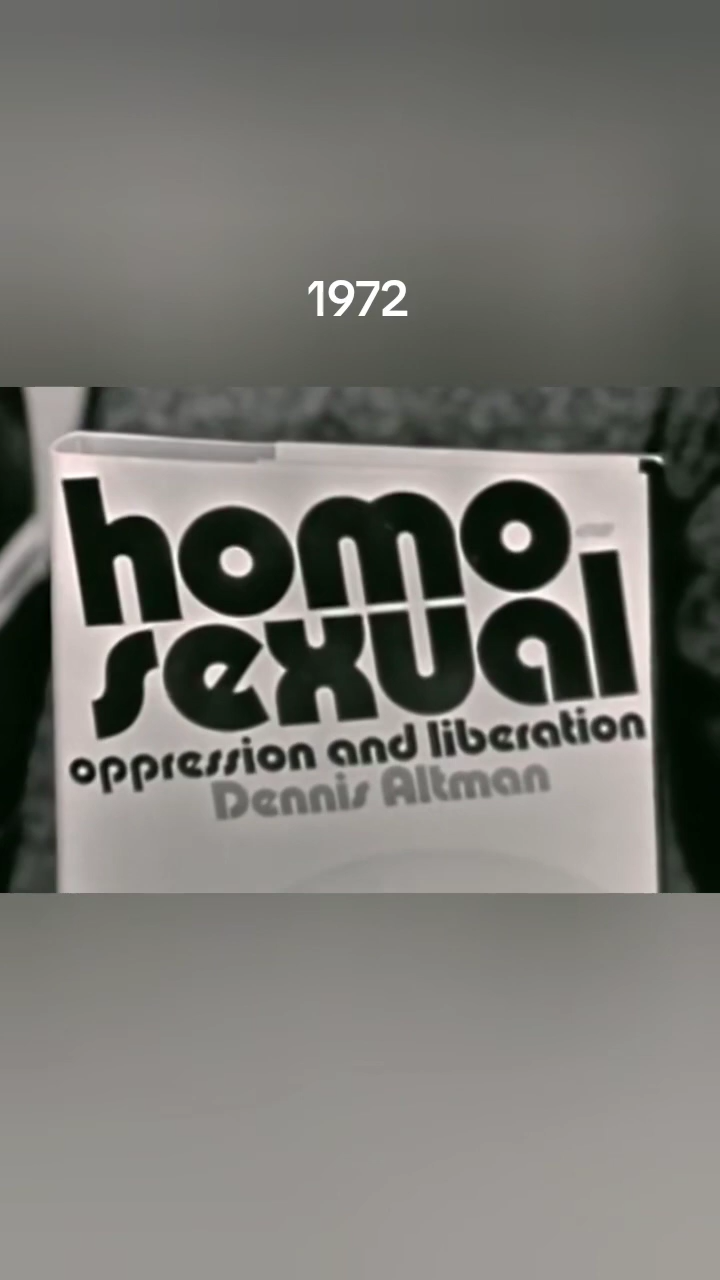 1972
homo-
sexual
oppression and liberation
Dennis Altman